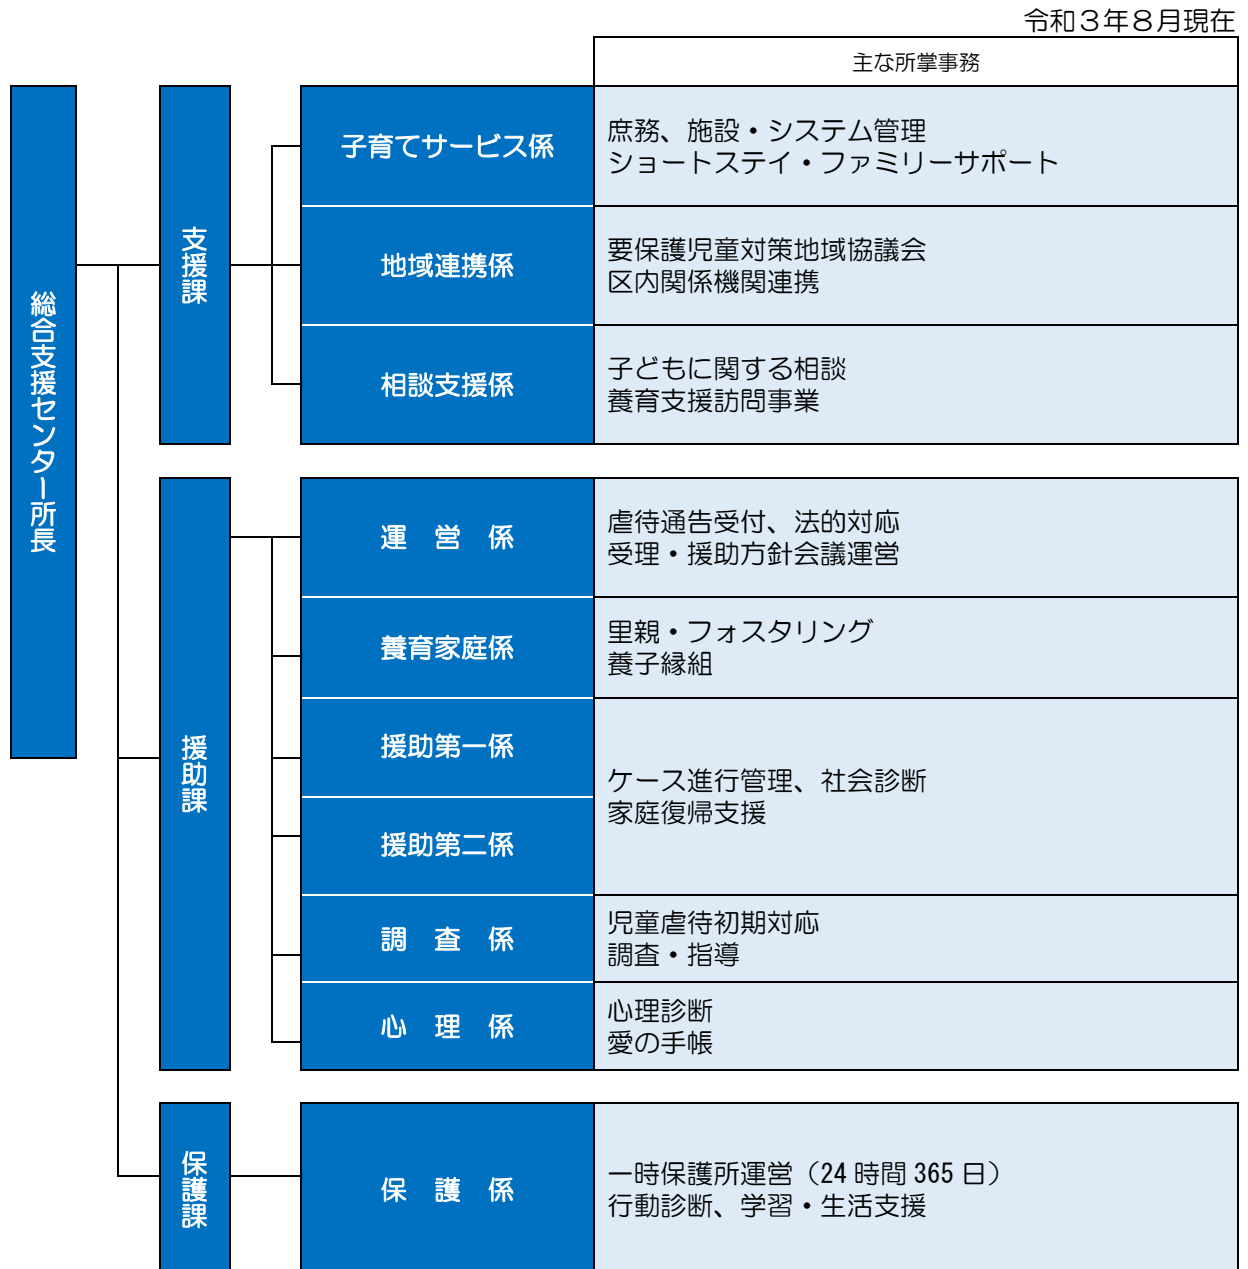 令和３年８月現在
主な所掌事務
総合支援センター所長
支援課
子育てサービス係
庶務、施設・システム管理
ショートステイ・ファミリーサポート
地域連携係
要保護児童対策地域協議会
区内関係機関連携
相談支援係
子どもに関する相談
養育支援訪問事業
援助課
運　営　係
虐待通告受付、法的対応
受理・援助方針会議運営
養育家庭係
里親・フォスタリング
養子縁組
援助第一係
援助第二係
ケース進行管理、社会診断
家庭復帰支援
調　査　係
児童虐待初期対応
調査・指導
心　理　係
心理診断
愛の手帳
保護課
保　護　係
一時保護所運営（24 時間 365 日）
行動診断、学習・生活支援